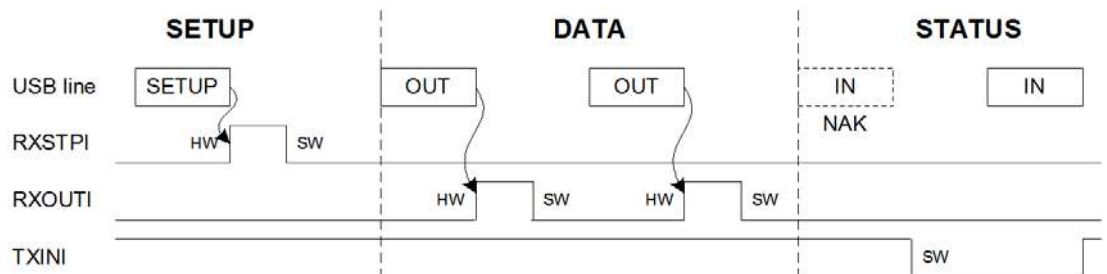 SETUP DATA STATUS
USB line SETUP OUT OUT IN IN
NAK
RXSTPI HW SW
RXOUTI HW SW HW SW
TXINI SW